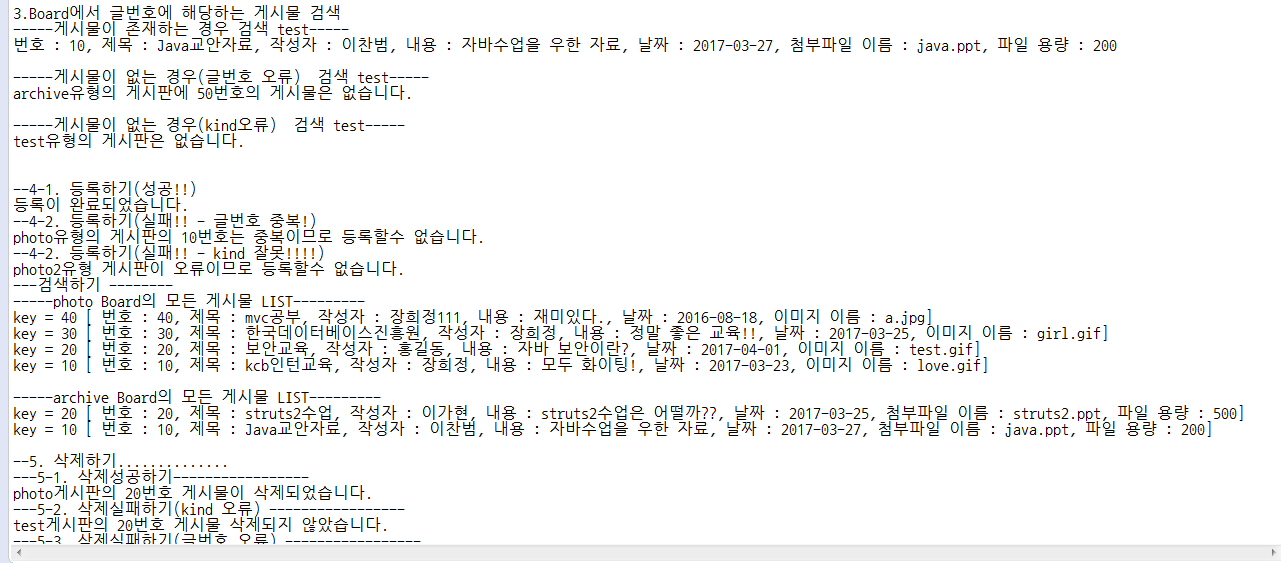 3.Board에서 글번호에 해당하는 게시물 검색
-----게시물이 존재하는 경우 검색 test-----
번호 : 10, 제목 : Java교안자료, 작성자 : 이찬범, 내용 : 자바수업을 우한 자료, 날짜 : 2017-03-27, 첨부파일 이름 : java.ppt, 파일 용량 : 200
-----게시물이 없는 경우(글번호 오류)  검색 test-----
archive유형의 게시판에 50번호의 게시물은 없습니다.
-----게시물이 없는 경우(kind오류)  검색 test-----
test유형의 게시판은 없습니다.
--4-1. 등록하기(성공!!)
등록이 완료되었습니다.
--4-2. 등록하기(실패!! - 글번호 중복!)
photo유형의 게시판의 10번호는 중복이므로 등록할수 없습니다.
--4-2. 등록하기(실패!! - kind 잘못!!!!)
photo2유형 게시판이 오류이므로 등록할수 없습니다.
---검색하기 --------
-----photo Board의 모든 게시물 LIST---------
key = 40 [ 번호 : 40, 제목 : mvc공부, 작성자 : 장희정111, 내용 : 재미있다., 날짜 : 2016-08-18, 이미지 이름 : a.jpg]
key = 30 [ 번호 : 30, 제목 : 한국데이터베이스진흥원, 작성자 : 장희정, 내용 : 정말 좋은 교육!!, 날짜 : 2017-03-25, 이미지 이름 : girl.gif]
key = 20 [ 번호 : 20, 제목 : 보안교육, 작성자 : 홍길동, 내용 : 자바 보안이란?, 날짜 : 2017-04-01, 이미지 이름 : test.gif]
key = 10 [ 번호 : 10, 제목 : kcb인턴교육, 작성자 : 장희정, 내용 : 모두 화이팅!, 날짜 : 2017-03-23, 이미지 이름 : love.gif]
-----archive Board의 모든 게시물 LIST---------
key = 20 [ 번호 : 20, 제목 : struts2수업, 작성자 : 이가현, 내용 : struts2수업은 어떨까??, 날짜 : 2017-03-25, 첨부파일 이름 : struts2.ppt, 파일 용량 : 500]
key = 10 [ 번호 : 10, 제목 : Java교안자료, 작성자 : 이찬범, 내용 : 자바수업을 우한 자료, 날짜 : 2017-03-27, 첨부파일 이름 : java.ppt, 파일 용량 : 200]
--5. 삭제하기..............
---5-1. 삭제성공하기-----------------
photo게시판의 20번호 게시물이 삭제되었습니다.
---5-2. 삭제실패하기(kind 오류) -----------------
test게시판의 20번호 게시물 삭제되지 않았습니다.
---5-3. 삭제실패하기(글번호 오류) -----------------